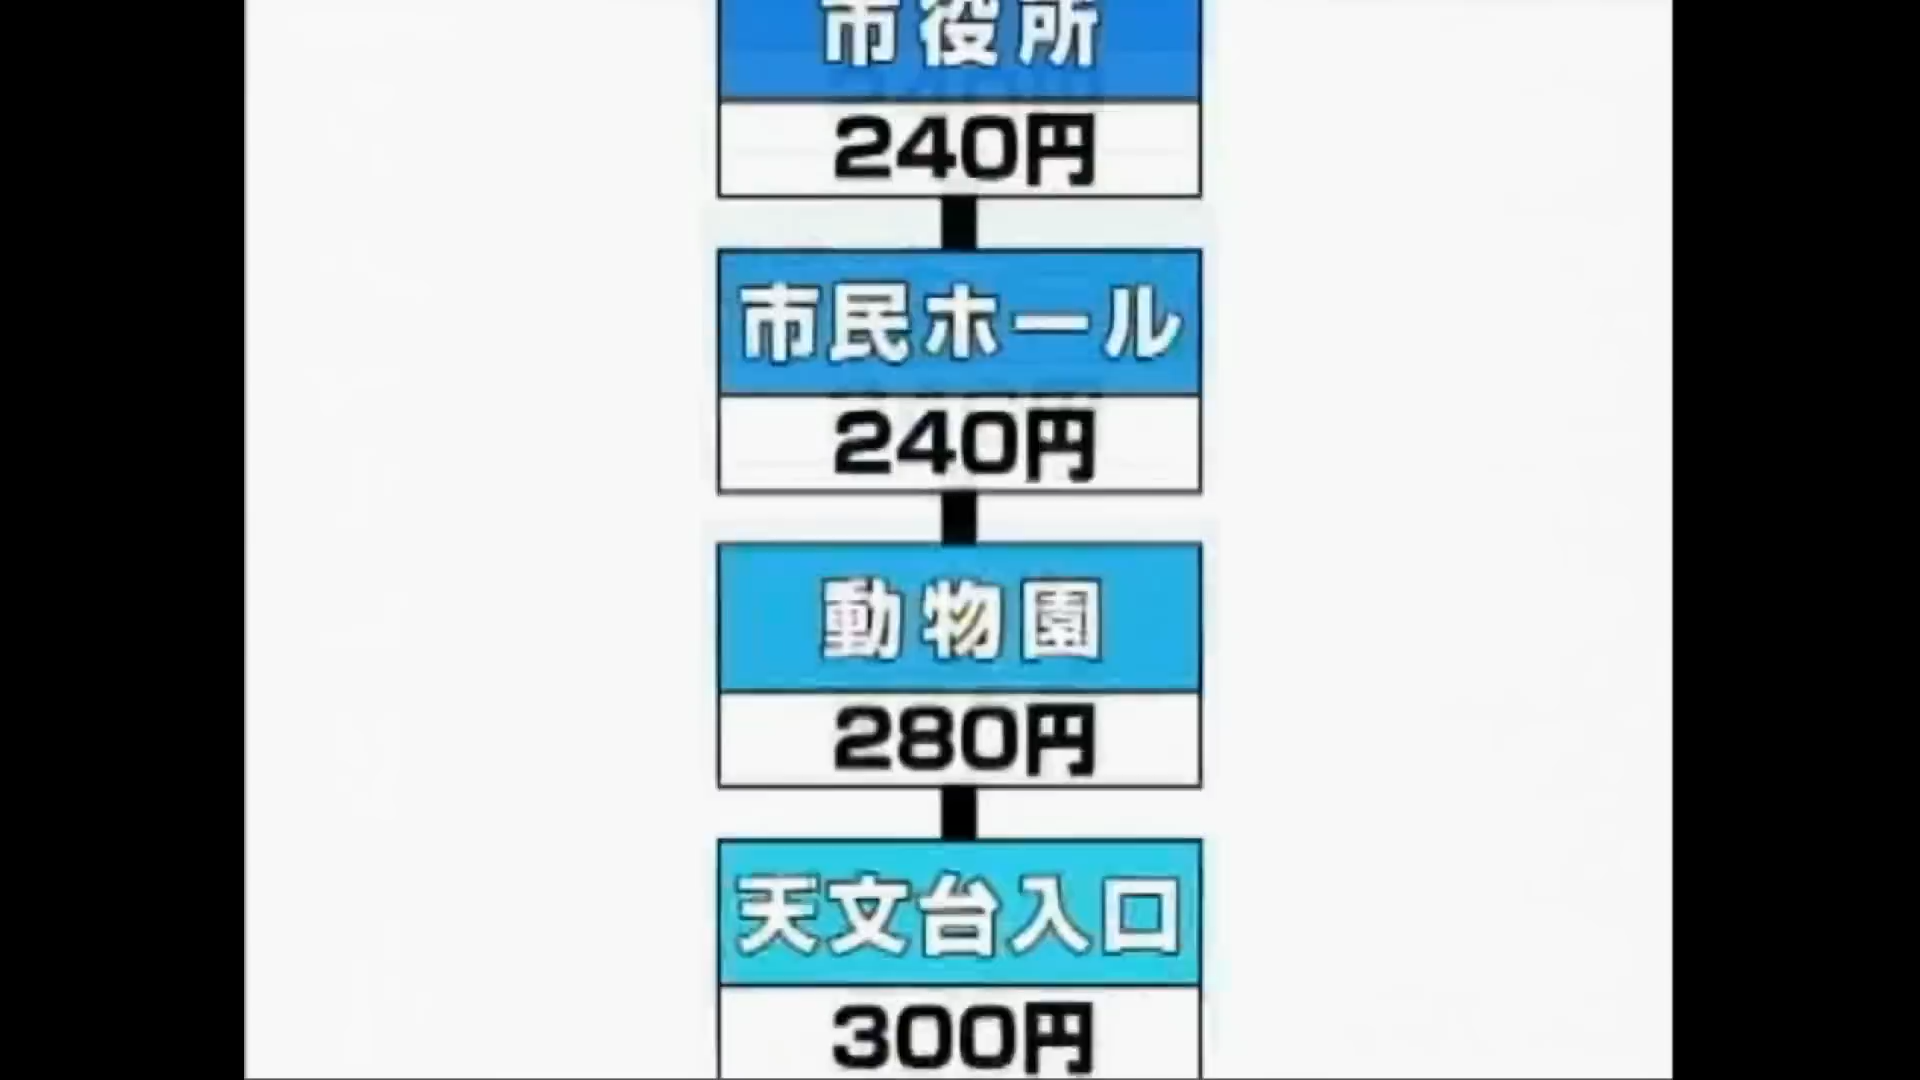 市役所
240円
市民ホール
240円
動物園
280円
天文台入口
300円